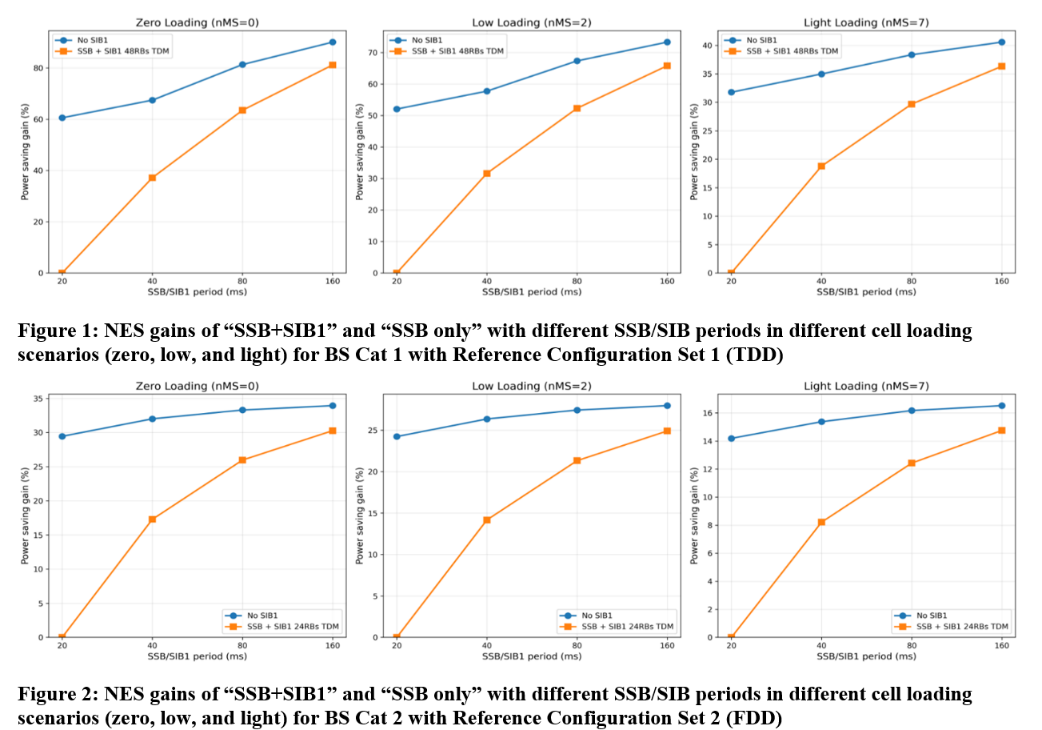 Zero Loading (nMS=0)
Power saving gain (%)
80
60
40
20
0
No SIB1
SSB + SIB1 48RBs TDM
20 40 80 160
SSB/SIB1 period (ms)
Low Loading (nMS=2)
Power saving gain (%)
70
60
50
40
30
20
10
0
No SIB1
SSB + SIB1 48RBs TDM
20 40 80 160
SSB/SIB1 period (ms)
Light Loading (nMS=7)
Power saving gain (%)
40
35
30
25
20
15
10
5
0
No SIB1
SSB + SIB1 48RBs TDM
20 40 80 160
SSB/SIB1 period (ms)
Figure 1: NES gains of “SSB+SIB1” and “SSB only” with different SSB/SIB periods in different cell loading
scenarios (zero, low, and light) for BS Cat 1 with Reference Configuration Set 1 (TDD)
Zero Loading (nMS=0)
Power saving gain (%)
35
30
25
20
15
10
5
0
No SIB1
SSB + SIB1 24RBs TDM
20 40 80 160
SSB/SIB1 period (ms)
Low Loading (nMS=2)
Power saving gain (%)
25
20
15
10
5
0
No SIB1
SSB + SIB1 24RBs TDM
20 40 80 160
SSB/SIB1 period (ms)
Light Loading (nMS=7)
Power saving gain (%)
16
14
12
10
8
6
4
2
0
No SIB1
SSB + SIB1 24RBs TDM
20 40 80 160
SSB/SIB1 period (ms)
Figure 2: NES gains of “SSB+SIB1” and “SSB only” with different SSB/SIB periods in different cell loading
scenarios (zero, low, and light) for BS Cat 2 with Reference Configuration Set 2 (FDD)